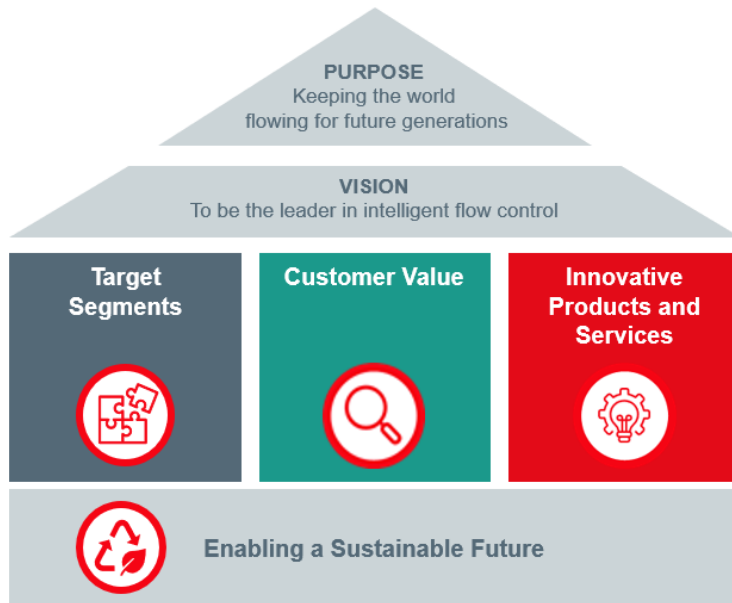 PURPOSE
Keeping the world
flowing for future generations
VISION
To be the leader in intelligent flow control
Target
Segments
Customer Value
Innovative
Products and
Services
Enabling a Sustainable Future